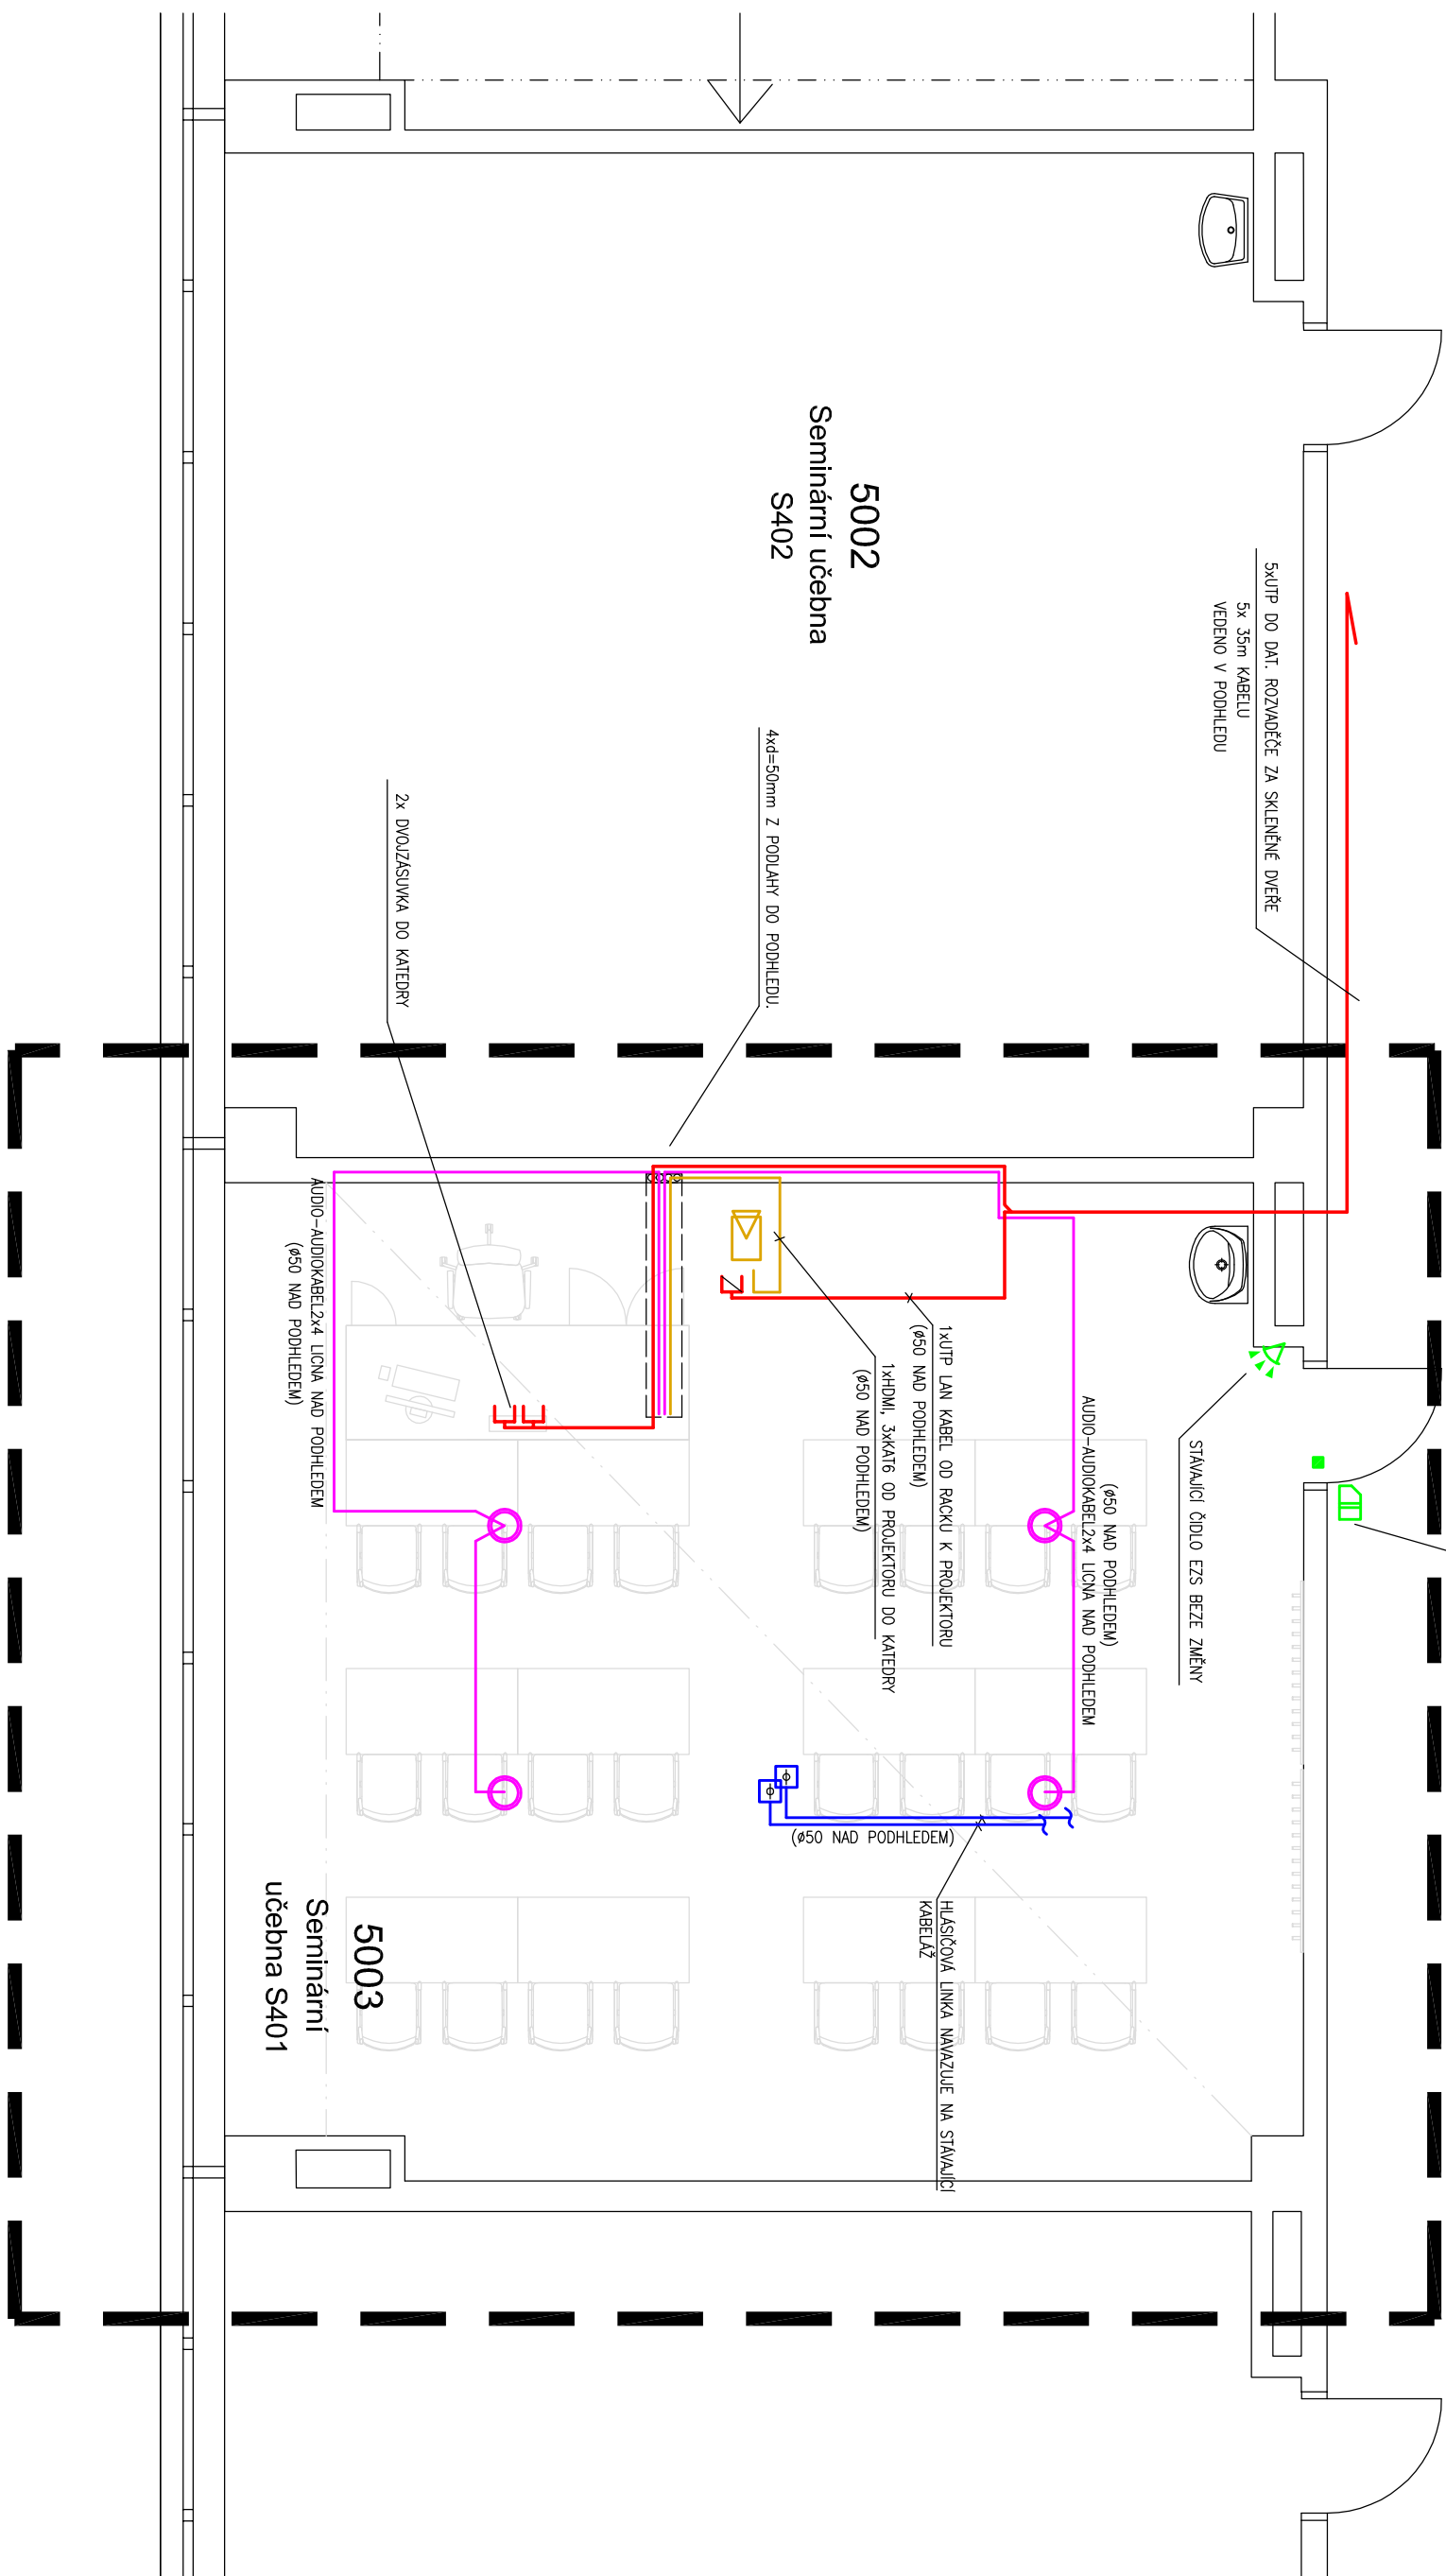 5xUTP DO DAT. ROZVADĚČE ZA SKLENĚNÉ DVEŘE
5x 35m KABELU
VEDENO V PODHLEDU
5002
Seminární učebna
S402
4xd=50mm Z PODLAHY DO PODHLEDU.
2x DVOJZÁSUVKA DO KATEDRY
STÁVAJÍCÍ ČIDLO EZS BEZE ZMĚNY
(ø50 NAD PODHLEDEM)
AUDIO-AUDIOKABEL2x4 LICNA NAD PODHLEDEM
1xUTP LAN KABEL OD RACKU K PROJEKTORU
(ø50 NAD PODHLEDEM)
1xHDMI, 3xKAT6 OD PROJEKTORU DO KATEDRY
(ø50 NAD PODHLEDEM)
AUDIO-AUDIOKABEL2x4 LICNA NAD PODHLEDEM
(ø50 NAD PODHLEDEM)
(ø50 NAD PODHLEDEM)
HLÁSIČOVÁ LINKA NAVAZUJE NA STÁVAJÍCÍ
KABELÁŽ
5003
Seminární
učebna S401